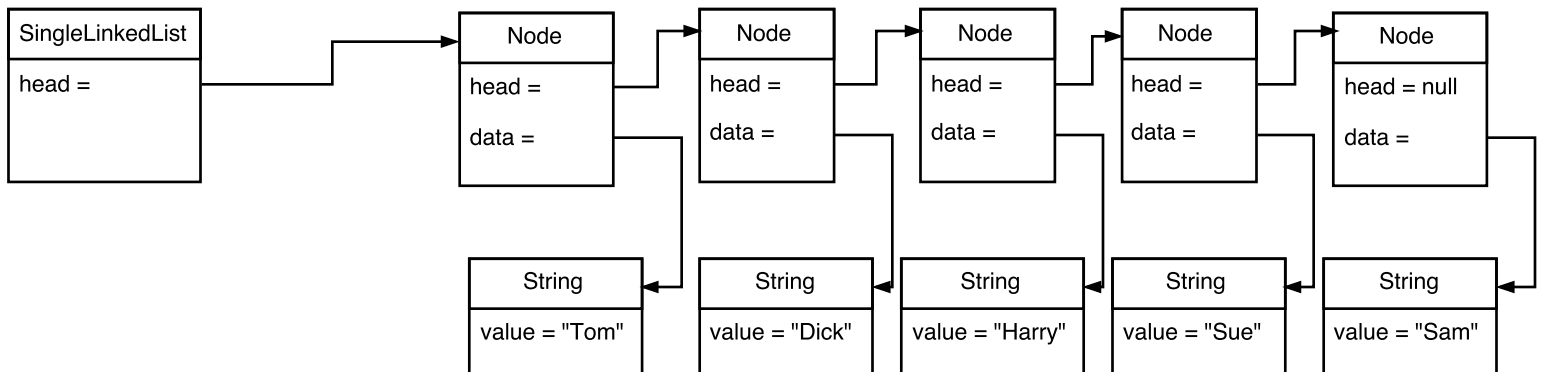 SingleLinkedList
head =
Node
head =
data =
Node
head =
data =
Node
head =
data =
Node
head =
data =
Node
head = null
data =
String
value = "Tom"
String
value = "Dick"
String
value = "Harry"
String
value = "Sue"
String
value = "Sam"